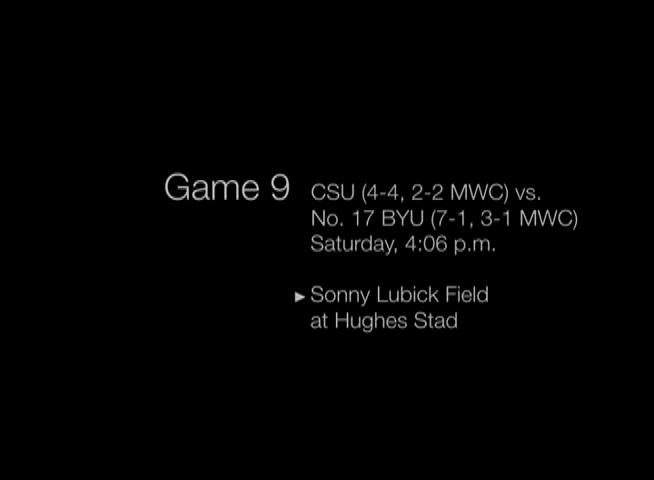 Game 9
CSU (4-4, 2-2 MWC) vs.
No. 17 BYU (7-1, 3-1 MWC)
Saturday, 4:06 p.m.
▸ Sonny Lubick Field
at Hughes Stad